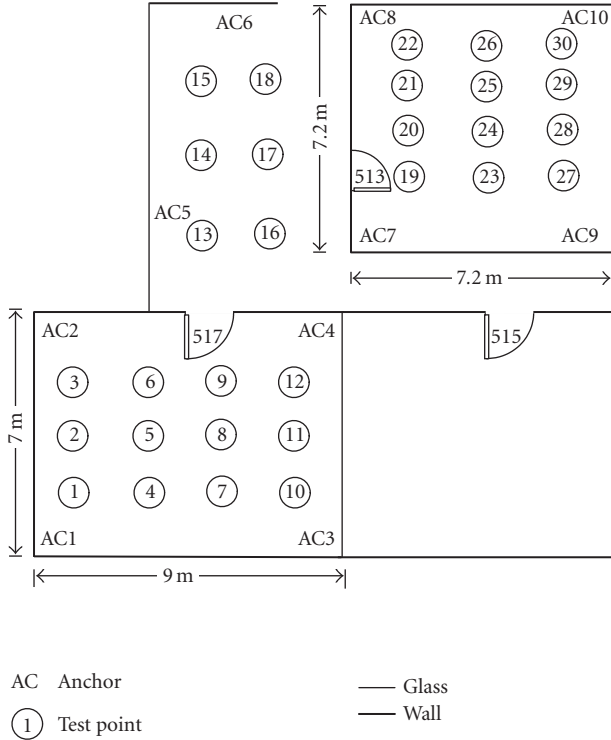 AC6
AC8 AC10
15 18
22 26 30
21 25 29
14 17
20 24 28
7.2 m
513
19 23 27
AC5
13 16
AC7 AC9
7.2 m
AC2 AC4
517
515
3 6 9 12
7 m
2 5 8 11
1 4 7 10
AC1 AC3
9 m
AC Anchor
1 Test point
Glass
Wall